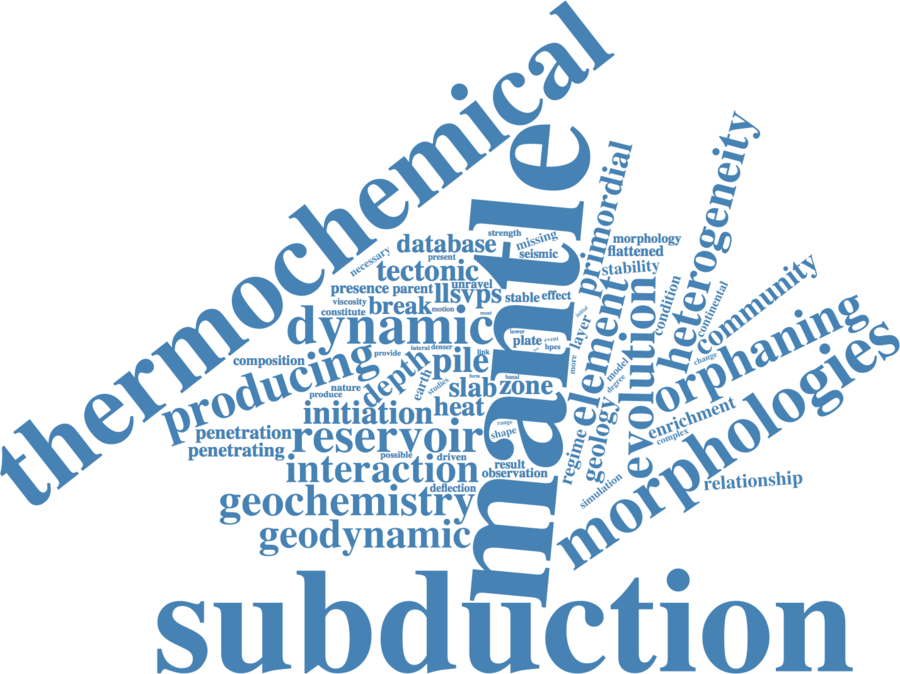 thermochemical
mantle
subduction
primordial
heterogeneity
strength
missing
morphology
database
flattened
present
seismic
necessary
tectonic
stability
unravel
presence parent
llsvps
stable
effect
condition
continental
community
viscosity
break
motion
constitute
dynamic
layer
initial
lower
plate
event
hpes
element
evolution
orphaning
morphologies
lateral
denser
link
composition
provide
pile
more
model
change
producing
depth
earth
studies
form
basal
degree
nature
produce
slab
zone
initiation
heat
enrichment
range
shape
geology
complex
penetration
reservoir
regime
penetrating
possible
driven
result
interaction
observation
relationship
deflection
simulation
geochemistry
geodynamic